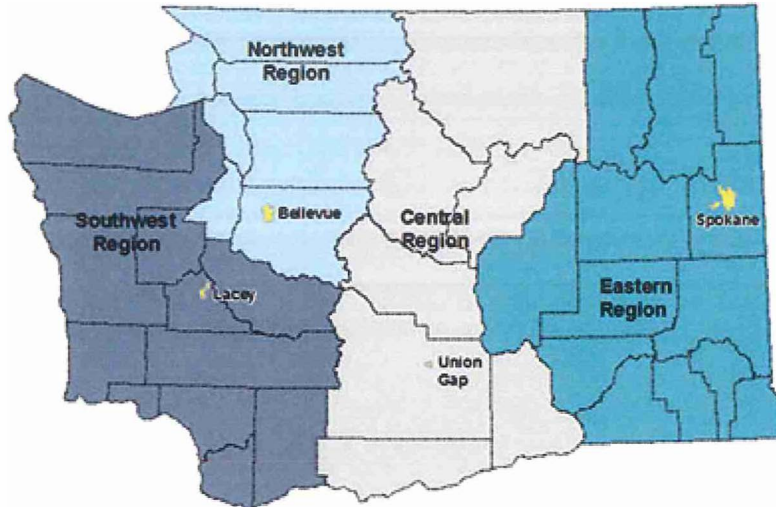 Northwest
Region
Southwest
Region
Bellevue
Central
Region
Spokane
Lacey
Eastern
Region
Union
Gap